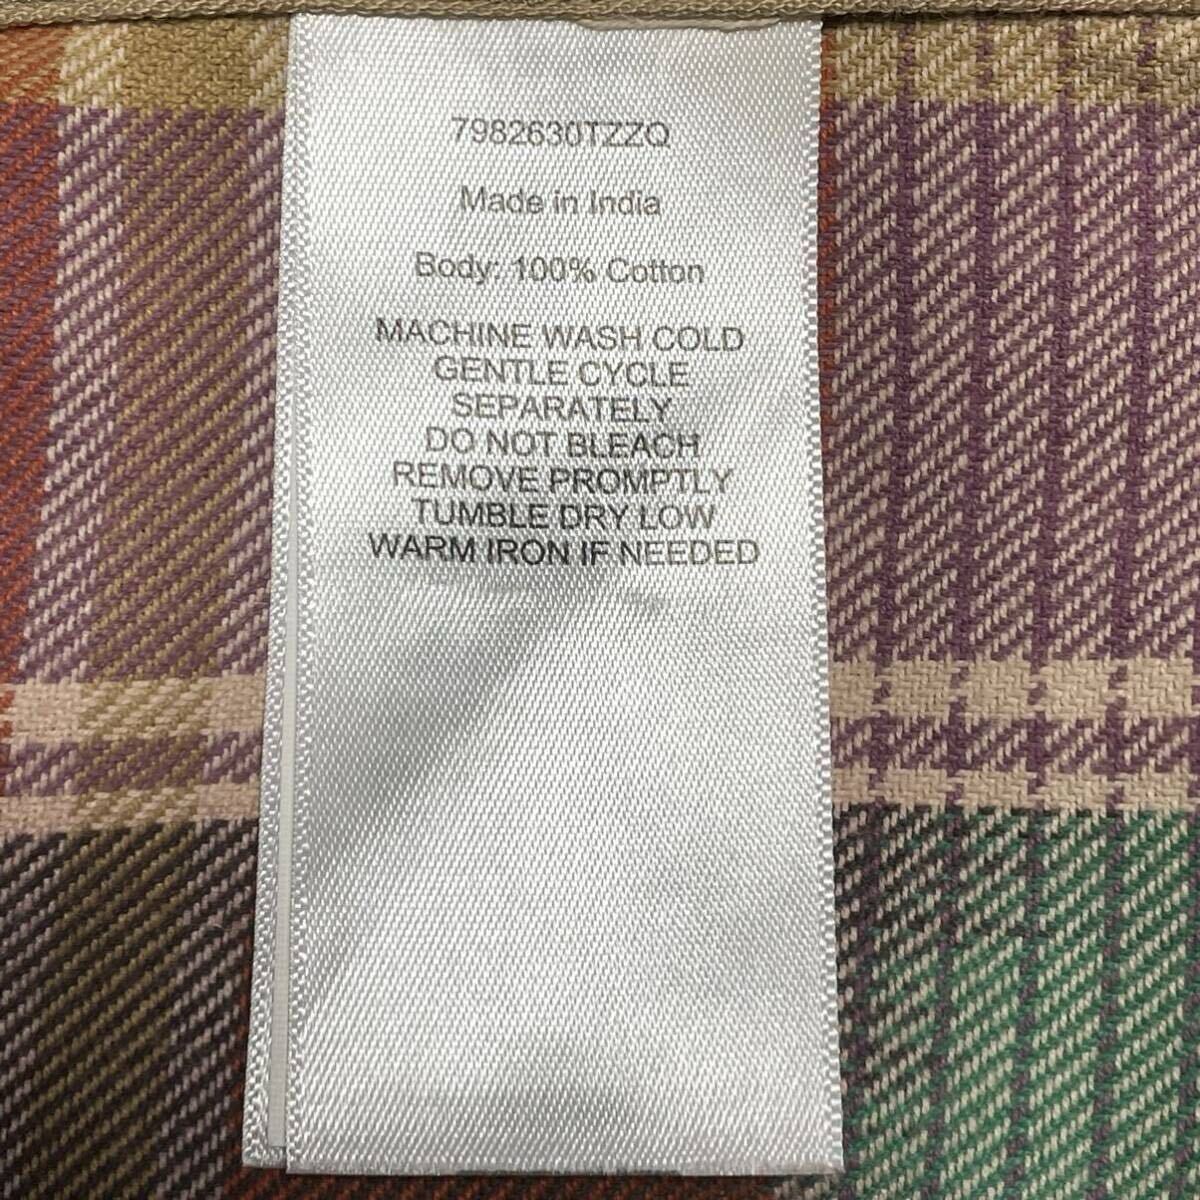 7982630TZZQ
Made in India
Body: 100% Cotton
MACHINE WASH COLD
GENTLE CYCLE
SEPARATELY
DO NOT BLEACH
REMOVE PROMPTLY
TUMBLE DRY LOW
WARM IRON IF NEEDED